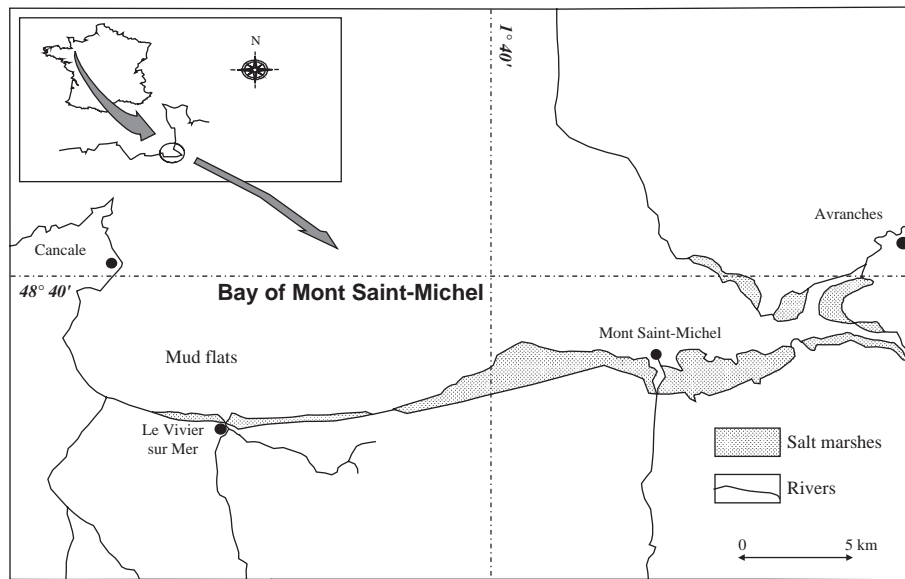 N
1° 40'
Avranches
Cancale
48° 40'
Bay of Mont Saint-Michel
Mont Saint-Michel
Mud flats
Le Vivier
sur Mer
Salt marshes
Rivers
0 5 km